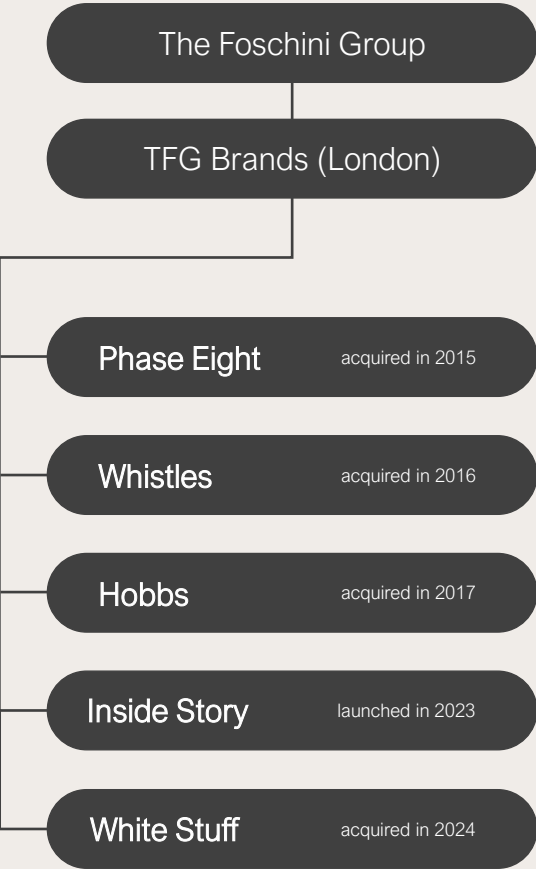 The Foschini Group
TFG Brands (London)
Phase Eight acquired in 2015
Whistles acquired in 2016
Hobbs acquired in 2017
Inside Story launched in 2023
White Stuff acquired in 2024